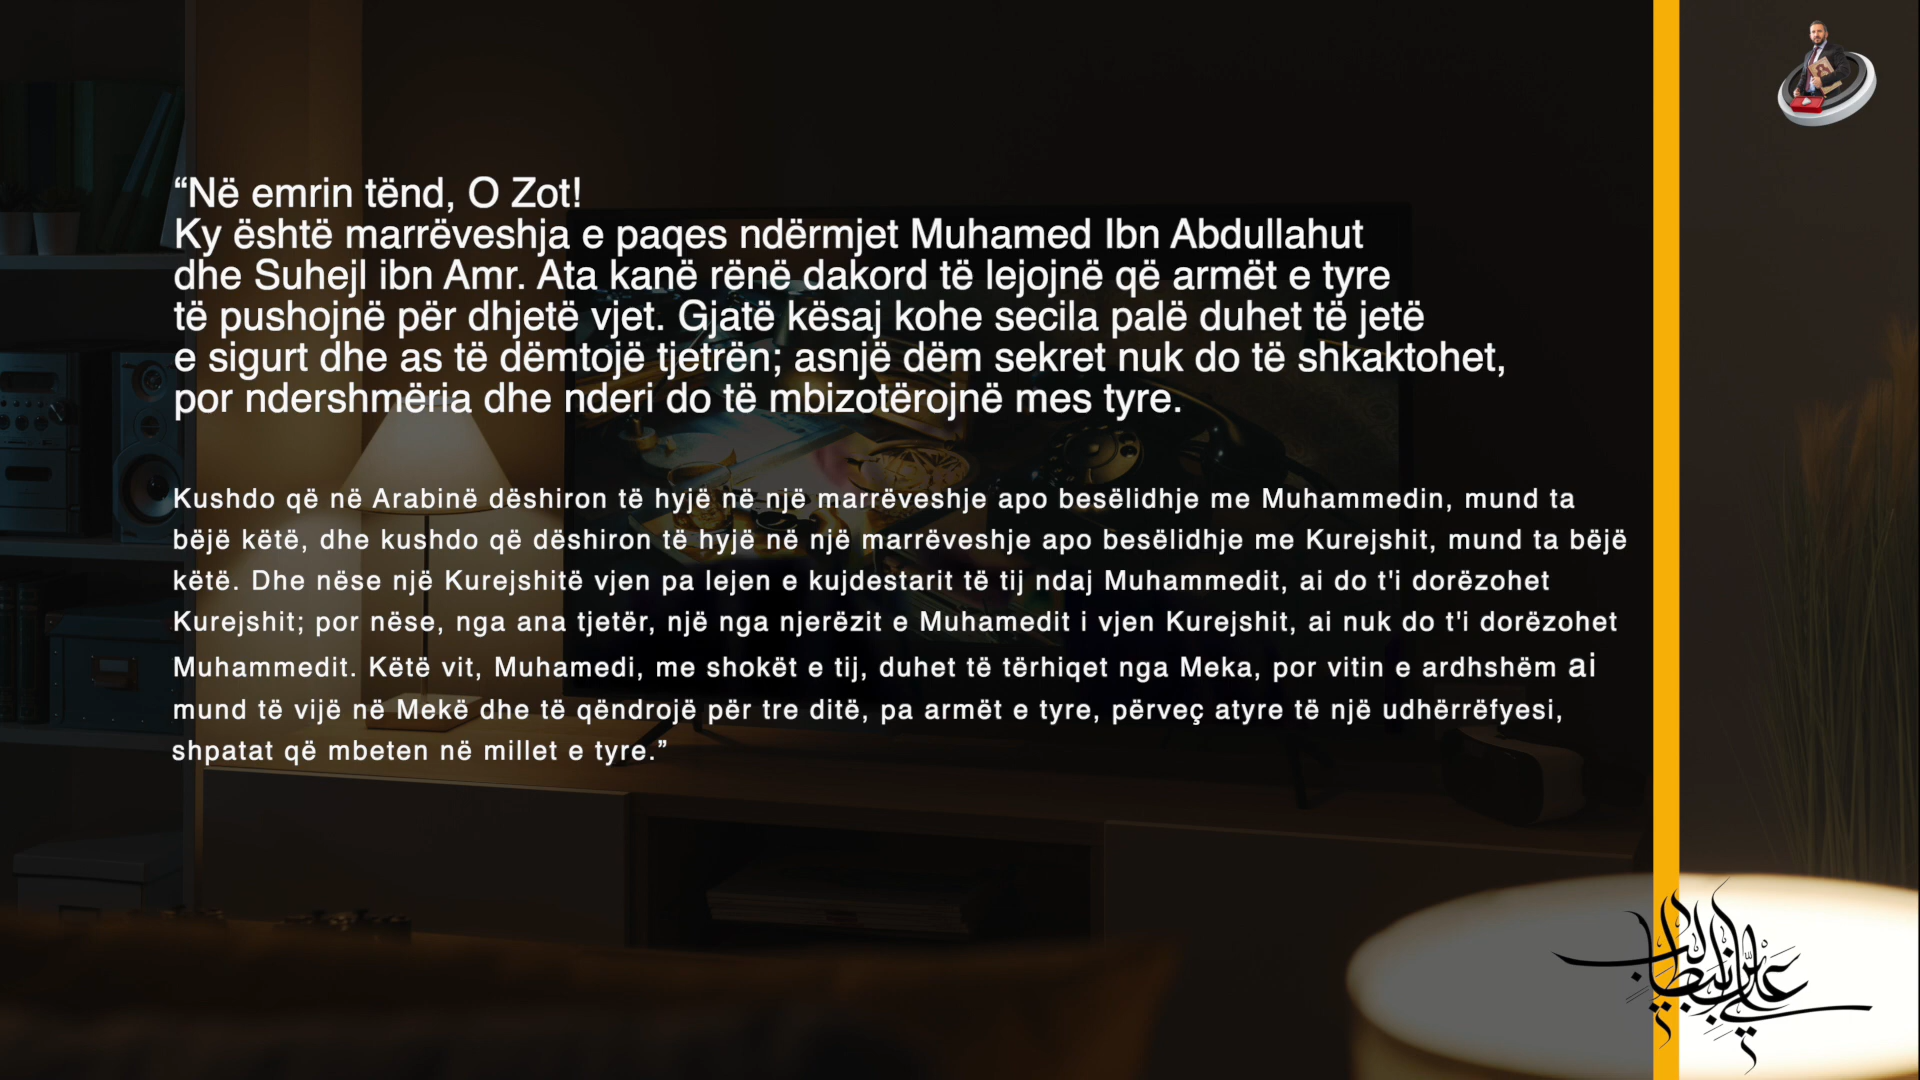 “Në emrin tënd, O Zot!
Ky është marrëveshja e paqes ndërmjet Muhamed Ibn Abdullahut
dhe Suhejl ibn Amr. Ata kanë rënë dakord të lejojnë që armët e tyre
të pushojnë për dhjetë vjet. Gjatë kësaj kohe secila palë duhet të jetë
e sigurt dhe as të dëmtojë tjetrën; asnjë dëm sekret nuk do të shkaktohet,
por ndershmëria dhe nderi do të mbizotërojnë mes tyre.
Kushdo që në Arabinë dëshiron të hyjë në një marrëveshje apo besëlidhje me Muhammedin, mund ta
bëjë këtë, dhe kushdo që dëshiron të hyjë në një marrëveshje apo besëlidhje me Kurejshit, mund ta bëjë
këtë. Dhe nëse një Kurejshitë vjen pa lejen e kujdestarit të tij ndaj Muhammedit, ai do t'i dorëzohet
Kurejshit; por nëse, nga ana tjetër, një nga njerëzit e Muhamedit i vjen Kurejshit, ai nuk do t'i dorëzohet
Muhammedit. Këtë vit, Muhamedi, me shokët e tij, duhet të tërhiqet nga Meka, por vitin e ardhshëm ai
mund të vijë në Mekë dhe të qëndrojë për tre ditë, pa armët e tyre, përveç atyre të një udhërrëfyesi,
shpatat që mbeten në millet e tyre.”
علي بن ابي طالب